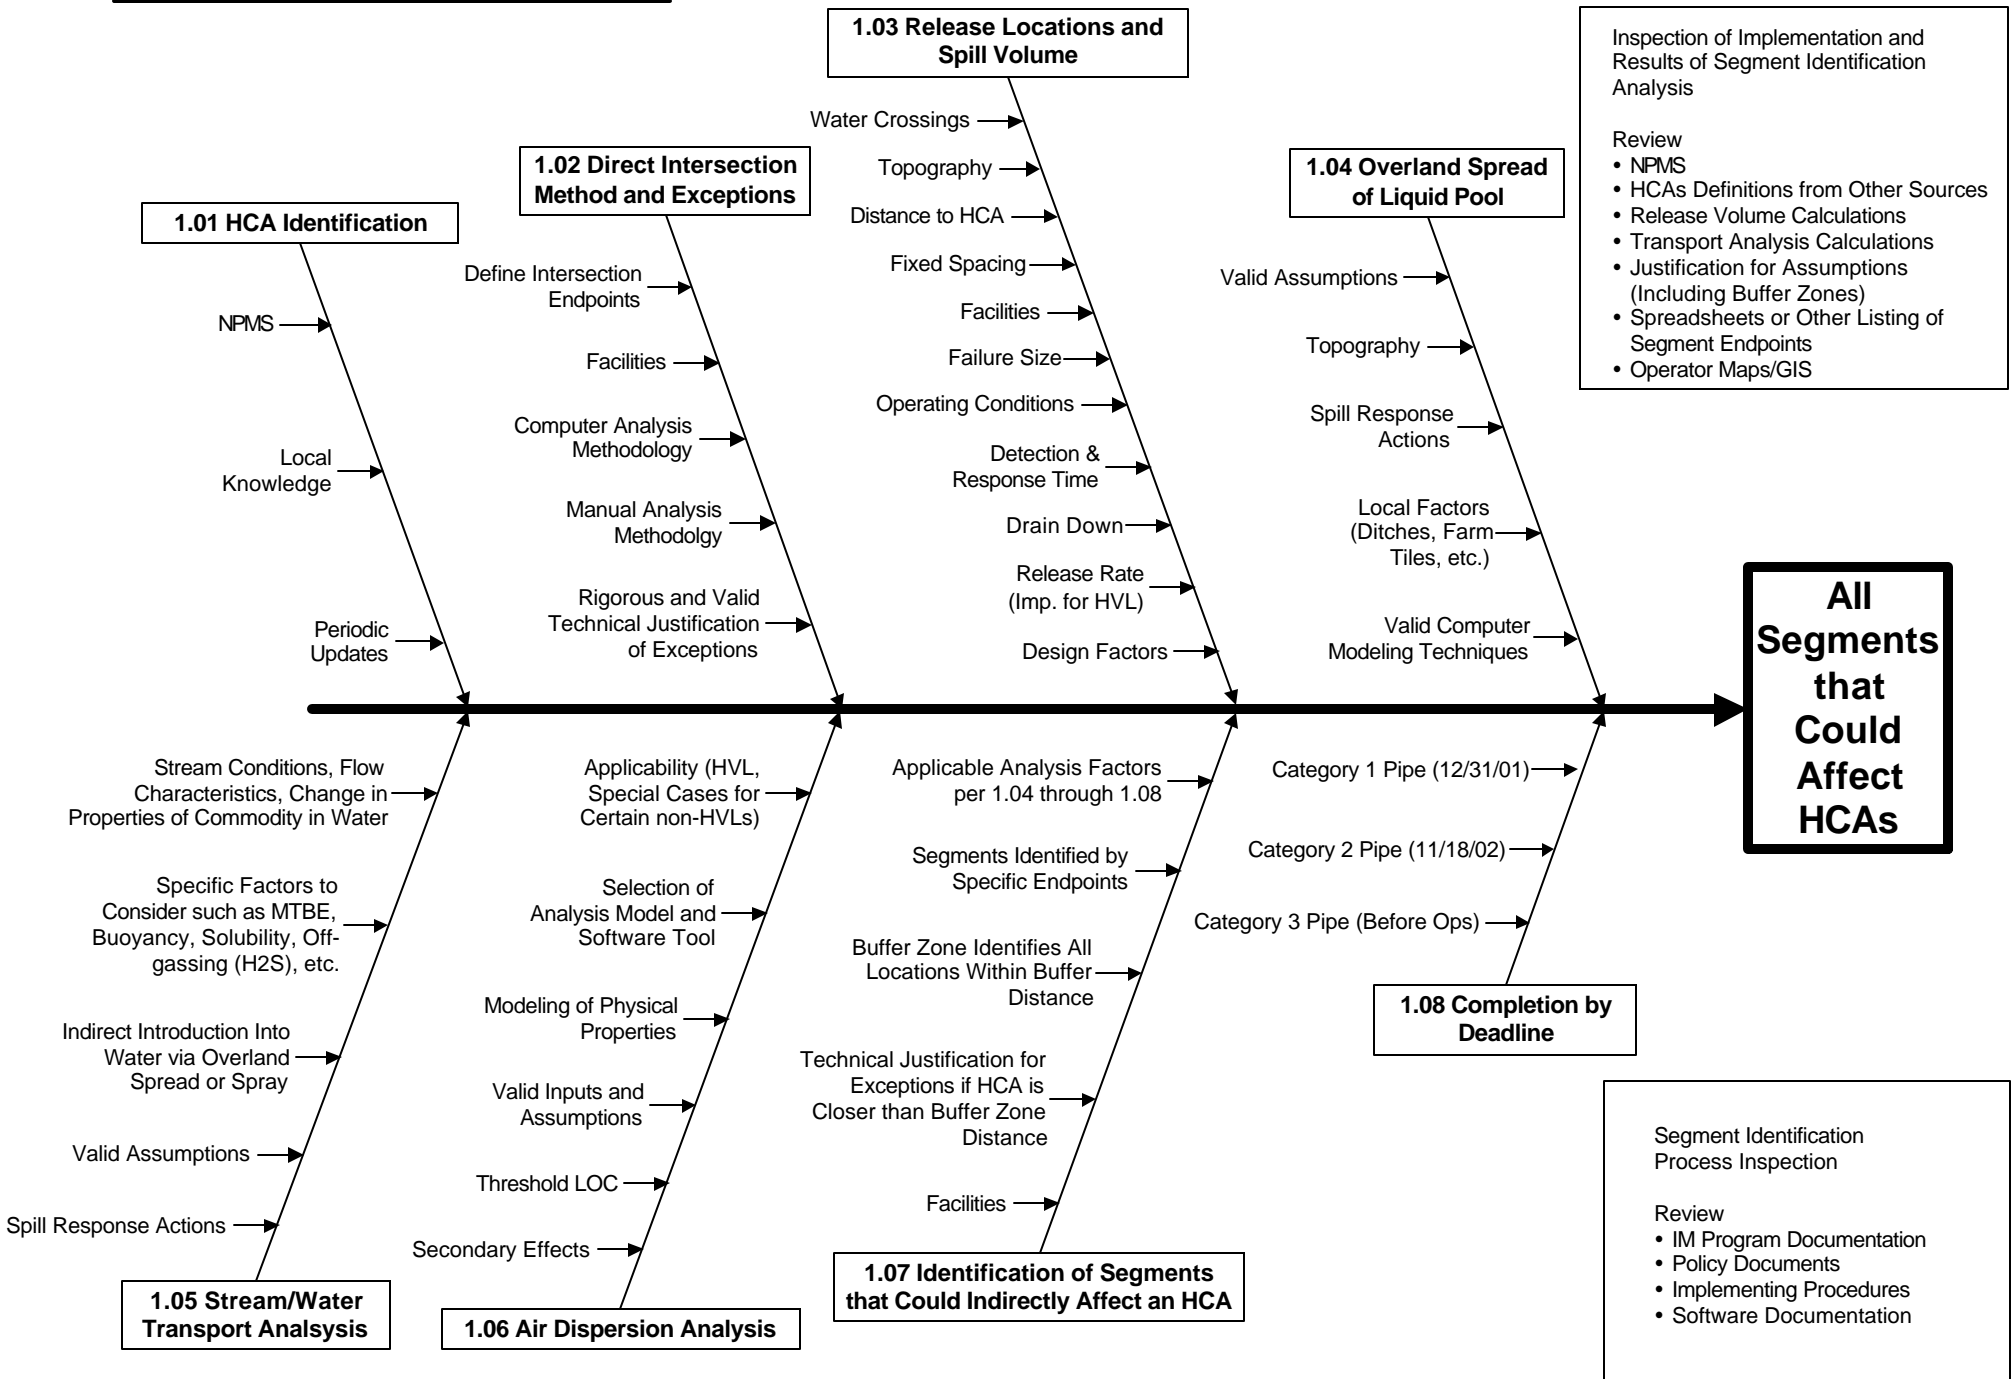 1.03 Release Locations and
Spill Volume
Water Crossings
Topography
Distance to HCA
Fixed Spacing
Facilities
Failure Size
Operating Conditions
Detection &
Response Time
Drain Down
Release Rate
(Imp. for HVL)
Design Factors
1.02 Direct Intersection
Method and Exceptions
Define Intersection
Endpoints
Facilities
Computer Analysis
Methodology
Manual Analysis
Methodolgy
Rigorous and Valid
Technical Justification
of Exceptions
1.01 HCA Identification
NPMS
Local
Knowledge
Periodic
Updates
1.04 Overland Spread
of Liquid Pool
Valid Assumptions
Topography
Spill Response
Actions
Local Factors
(Ditches, Farm
Tiles, etc.)
Valid Computer
Modeling Techniques
Inspection of Implementation and
Results of Segment Identification
Analysis
Review
• NPMS
• HCAs Definitions from Other Sources
• Release Volume Calculations
• Transport Analysis Calculations
• Justification for Assumptions
(Including Buffer Zones)
• Spreadsheets or Other Listing of
Segment Endpoints
• Operator Maps/GIS
All
Segments
that
Could
Affect
HCAs
Stream Conditions, Flow
Characteristics, Change in
Properties of Commodity in Water
Specific Factors to
Consider such as MTBE,
Buoyancy, Solubility, Off-
gassing (H2S), etc.
Indirect Introduction Into
Water via Overland
Spread or Spray
Valid Assumptions
Spill Response Actions
1.05 Stream/Water
Transport Analsysis
Applicability (HVL,
Special Cases for
Certain non-HVLs)
Selection of
Analysis Model and
Software Tool
Modeling of Physical
Properties
Valid Inputs and
Assumptions
Threshold LOC
Secondary Effects
1.06 Air Dispersion Analysis
Applicable Analysis Factors
per 1.04 through 1.08
Segments Identified by
Specific Endpoints
Buffer Zone Identifies All
Locations Within Buffer
Distance
Technical Justification for
Exceptions if HCA is
Closer than Buffer Zone
Distance
Facilities
1.07 Identification of Segments
that Could Indirectly Affect an HCA
Category 1 Pipe (12/31/01)
Category 2 Pipe (11/18/02)
Category 3 Pipe (Before Ops)
1.08 Completion by
Deadline
Segment Identification
Process Inspection
Review
• IM Program Documentation
• Policy Documents
• Implementing Procedures
• Software Documentation